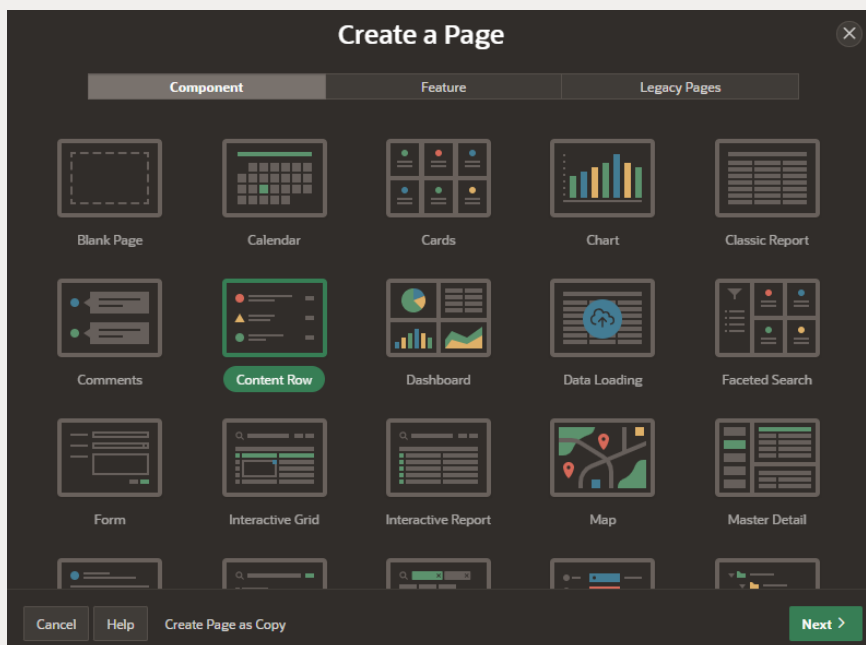 Create a Page
Component Feature Legacy Pages
Blank Page Calendar Cards Chart Classic Report
Comments Content Row Dashboard Data Loading Faceted Search
Form Interactive Grid Interactive Report Map Master Detail
Cancel Help Create Page as Copy Next